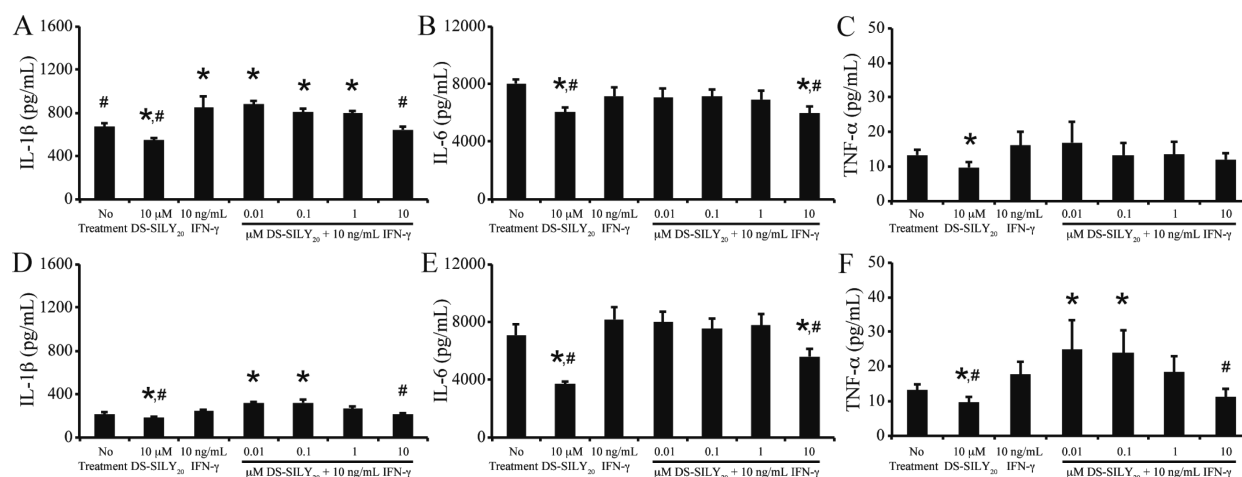 A
IL-1β (pg/mL)
1600
1200
800
400
0
#
*,#
*
*
*
*
#
No
Treatment
10 μM
DS-SILY20
10 ng/mL
IFN-γ
0.01
0.1
1
10
μM DS-SILY20 + 10 ng/mL IFN-γ
B
IL-6 (pg/mL)
12000
8000
4000
0
*,#
*,#
No
Treatment
10 μM
DS-SILY20
10 ng/mL
IFN-γ
0.01
0.1
1
10
μM DS-SILY20 + 10 ng/mL IFN-γ
C
TNF-α (pg/mL)
50
40
30
20
10
0
*
No
Treatment
10 μM
DS-SILY20
10 ng/mL
IFN-γ
0.01
0.1
1
10
μM DS-SILY20 + 10 ng/mL IFN-γ
D
IL-1β (pg/mL)
1600
1200
800
400
0
*,#
*
*
#
No
Treatment
10 μM
DS-SILY20
10 ng/mL
IFN-γ
0.01
0.1
1
10
μM DS-SILY20 + 10 ng/mL IFN-γ
E
IL-6 (pg/mL)
12000
8000
4000
0
*,#
*,#
No
Treatment
10 μM
DS-SILY20
10 ng/mL
IFN-γ
0.01
0.1
1
10
μM DS-SILY20 + 10 ng/mL IFN-γ
F
TNF-α (pg/mL)
50
40
30
20
10
0
*,#
*
*
#
No
Treatment
10 μM
DS-SILY20
10 ng/mL
IFN-γ
0.01
0.1
1
10
μM DS-SILY20 + 10 ng/mL IFN-γ